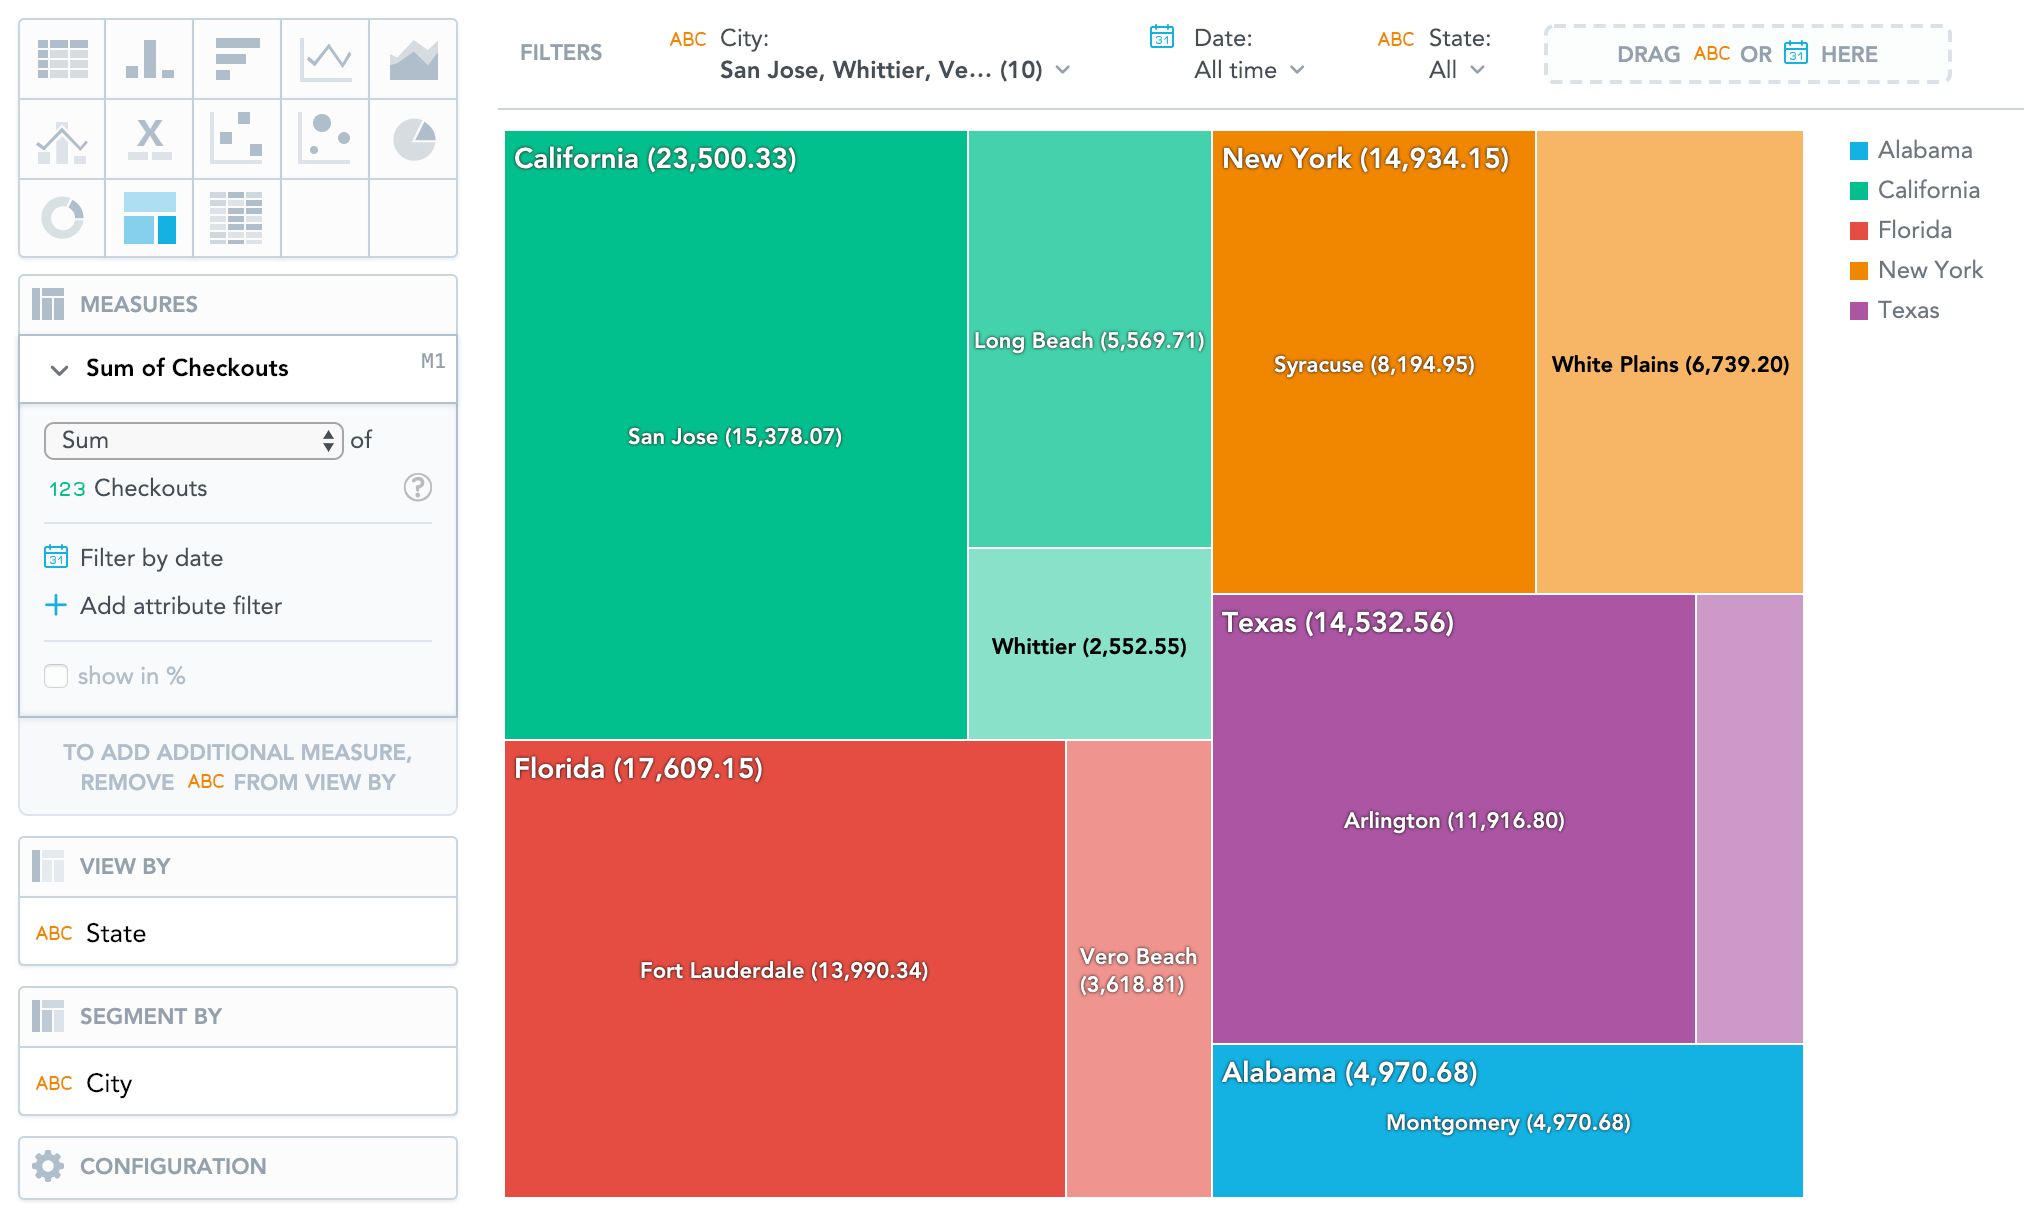 FILTERS
ABC City:
San Jose, Whittier, Ve... (10)
31 Date:
All time
ABC State:
All
DRAG ABC OR 31 HERE
X
MEASURES
Sum of Checkouts M1
Sum of
123 Checkouts ?
31 Filter by date
+ Add attribute filter
show in %
TO ADD ADDITIONAL MEASURE,
REMOVE ABC FROM VIEW BY
VIEW BY
ABC State
SEGMENT BY
ABC City
CONFIGURATION
California (23,500.33)
San Jose (15,378.07)
Long Beach (5,569.71)
Whittier (2,552.55)
Florida (17,609.15)
Fort Lauderdale (13,990.34)
Vero Beach
(3,618.81)
New York (14,934.15)
Syracuse (8,194.95)
White Plains (6,739.20)
Texas (14,532.56)
Arlington (11,916.80)
Alabama (4,970.68)
Montgomery (4,970.68)
Alabama
California
Florida
New York
Texas